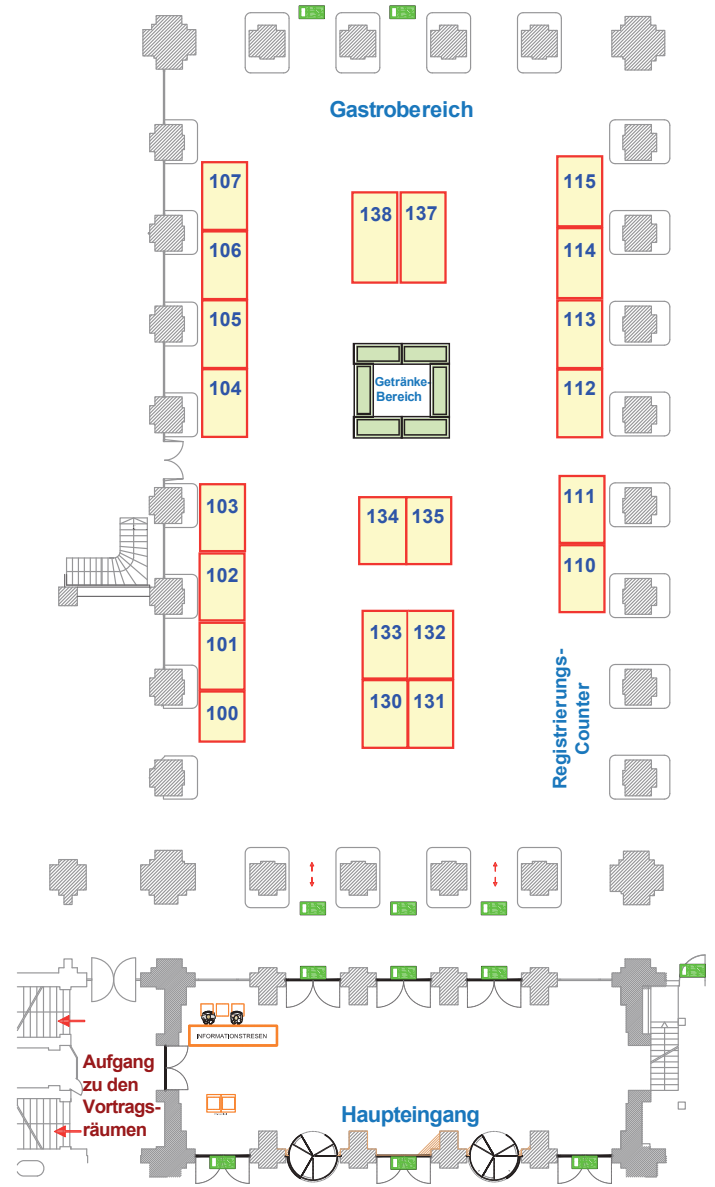 Gastrobereich
107
138 137
115
106
114
105
113
104
Getränke-
Bereich
112
103
134 135
111
102
110
101
133 132
100
130 131
Registrierungs-
Counter
INFORMATIONSTRESEN
Aufgang
zu den
Vortrags-
räumen
Haupteingang